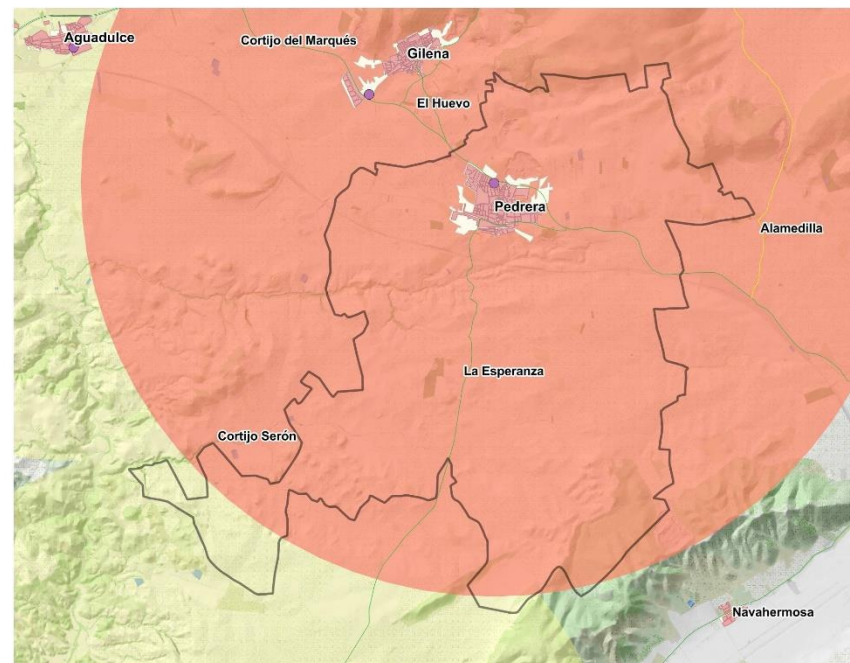 Aguadulce
Cortijo del Marqués
Gilena
El Huevo
Pedrera
Alamedilla
La Esperanza
Cortijo Serón
Navahermosa